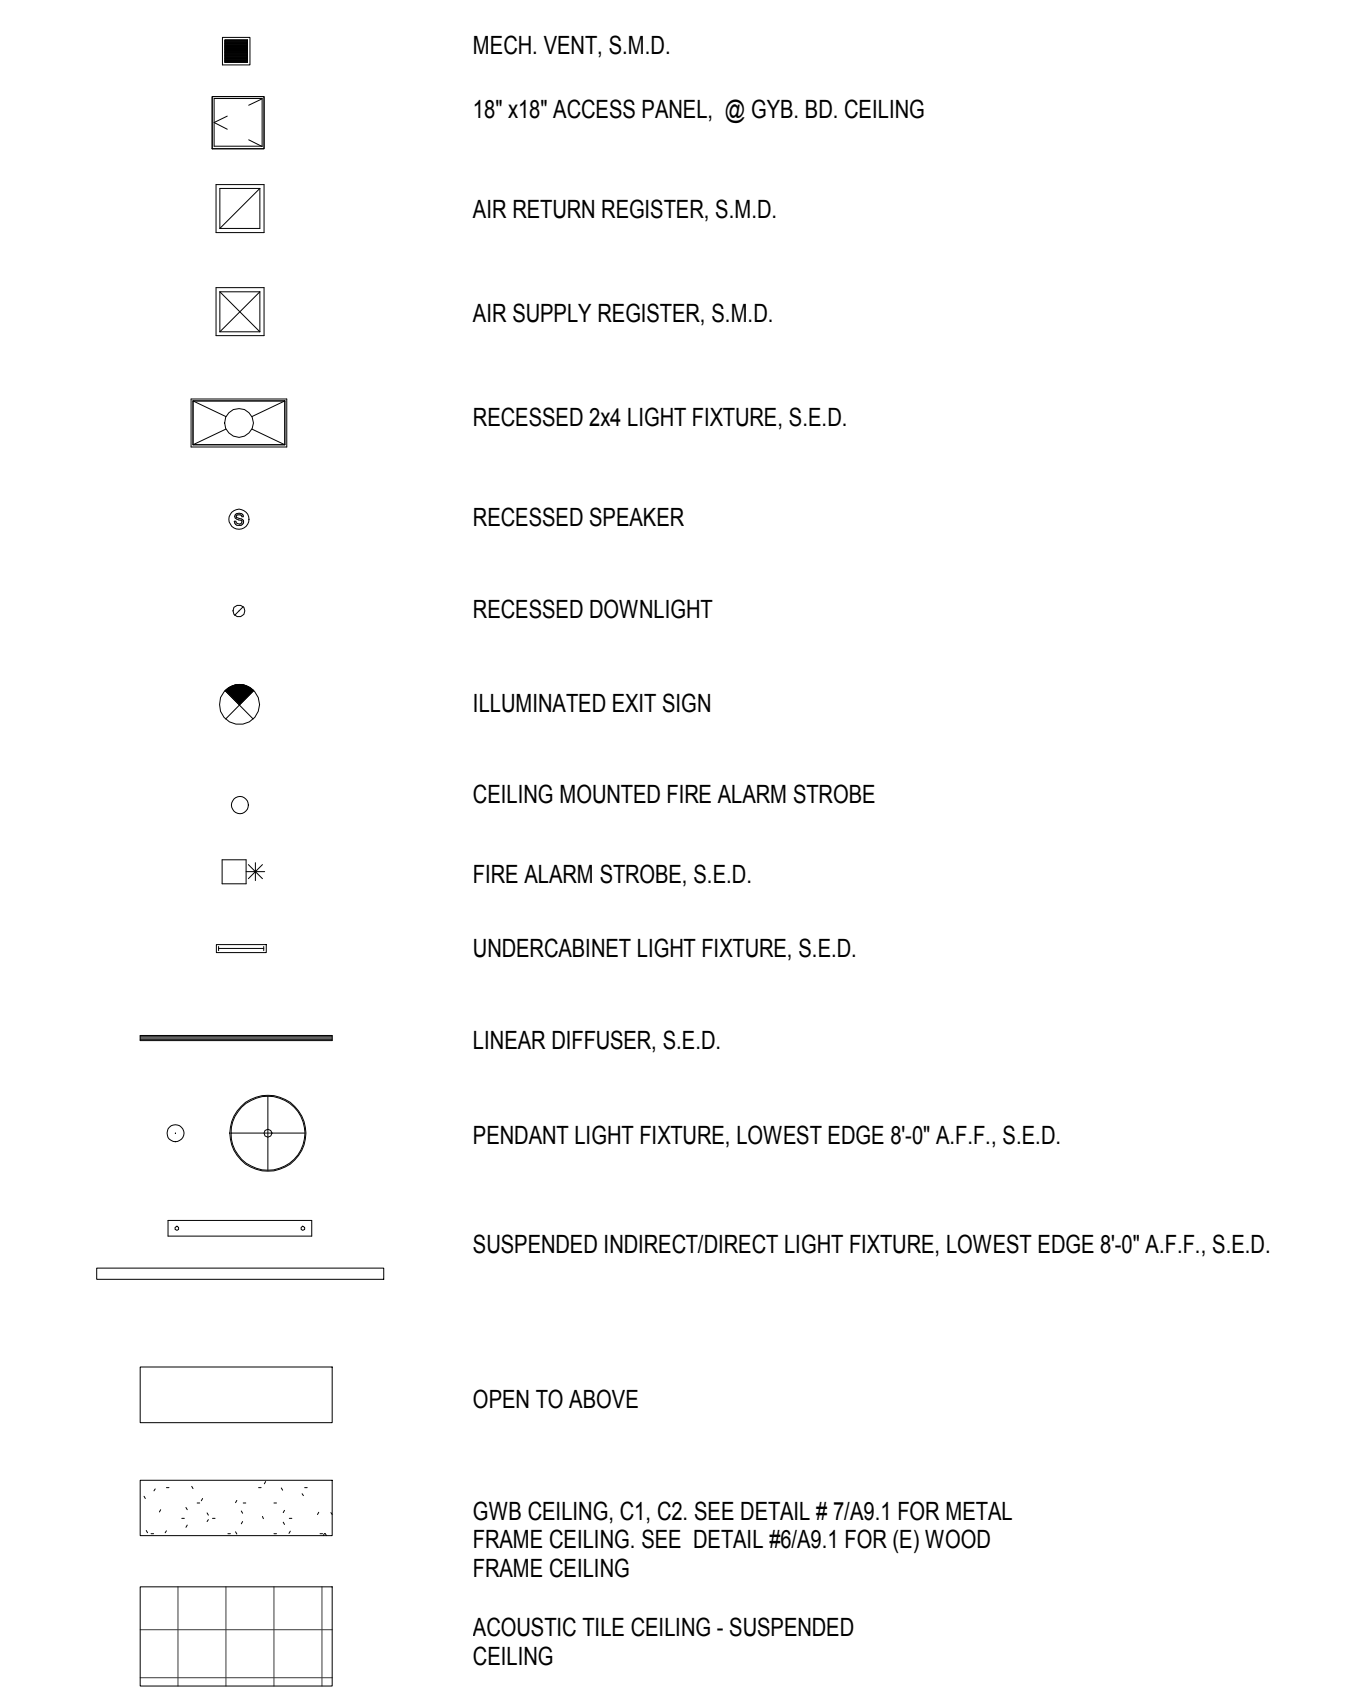 MECH. VENT, S.M.D.
18" x18" ACCESS PANEL, @ GYB. BD. CEILING
AIR RETURN REGISTER, S.M.D.
AIR SUPPLY REGISTER, S.M.D.
RECESSED 2x4 LIGHT FIXTURE, S.E.D.
S
RECESSED SPEAKER
RECESSED DOWNLIGHT
ILLUMINATED EXIT SIGN
CEILING MOUNTED FIRE ALARM STROBE
FIRE ALARM STROBE, S.E.D.
UNDERCABINET LIGHT FIXTURE, S.E.D.
LINEAR DIFFUSER, S.E.D.
PENDANT LIGHT FIXTURE, LOWEST EDGE 8'-0" A.F.F., S.E.D.
SUSPENDED INDIRECT/DIRECT LIGHT FIXTURE, LOWEST EDGE 8'-0" A.F.F., S.E.D.
OPEN TO ABOVE
GWB CEILING, C1, C2. SEE DETAIL # 7/A9.1 FOR METAL
FRAME CEILING. SEE DETAIL #6/A9.1 FOR (E) WOOD
FRAME CEILING
ACOUSTIC TILE CEILING - SUSPENDED
CEILING